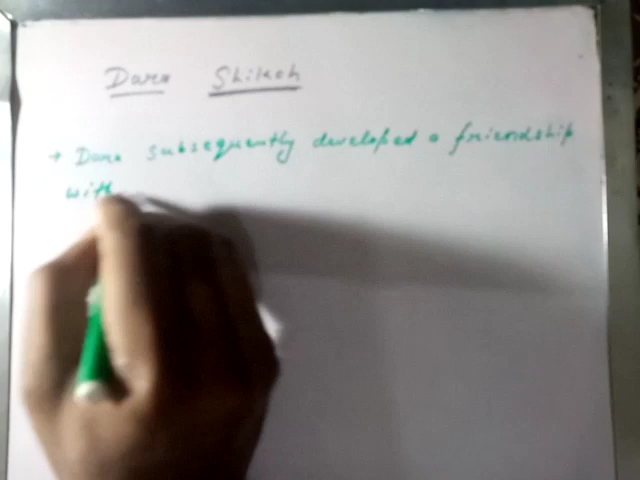 Dara Shikoh
→ Dara subsequently developed a friendship
with